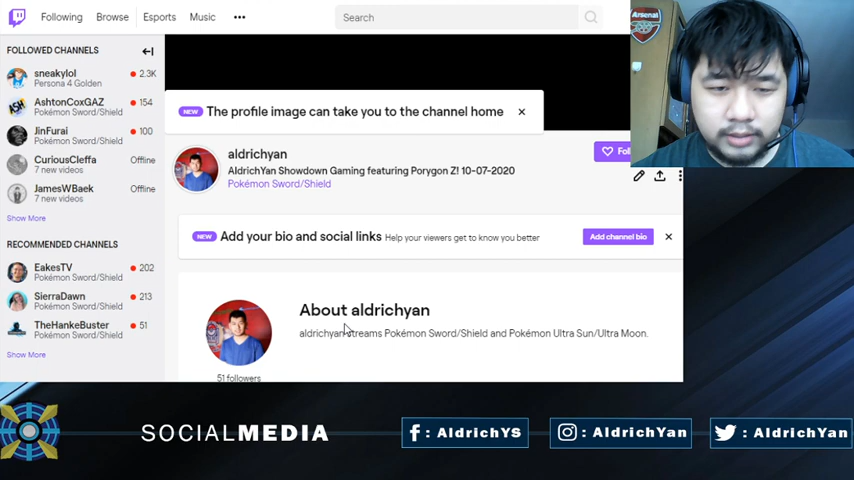 Following
Browse
Esports
Music
Search
Arsenal
FOLLOWED CHANNELS
sneakylol
2.3K
Persona 4 Golden
AshtonCoxGAZ
154
Pokémon Sword/Shield
JinFurai
100
Pokémon Sword/Shield
CuriousCleffa
Offline
7 new videos
JamesWBaek
Offline
7 new videos
Show More
RECOMMENDED CHANNELS
EakesTV
202
Pokémon Sword/Shield
SierraDawn
213
Pokémon Sword/Shield
TheHankeBuster
51
Pokémon Sword/Shield
Show More
NEW The profile image can take you to the channel home
aldrichyan
AldrichYan Showdown Gaming featuring Porygon Z! 10-07-2020
Pokémon Sword/Shield
Foll
NEW Add your bio and social links Help your viewers get to know you better
Add channel bio
About aldrichyan
aldrichyan streams Pokémon Sword/Shield and Pokémon Ultra Sun/Ultra Moon.
51 followers
SOCIALMEDIA
f : AldrichYS
: AldrichYan
: AldrichYan